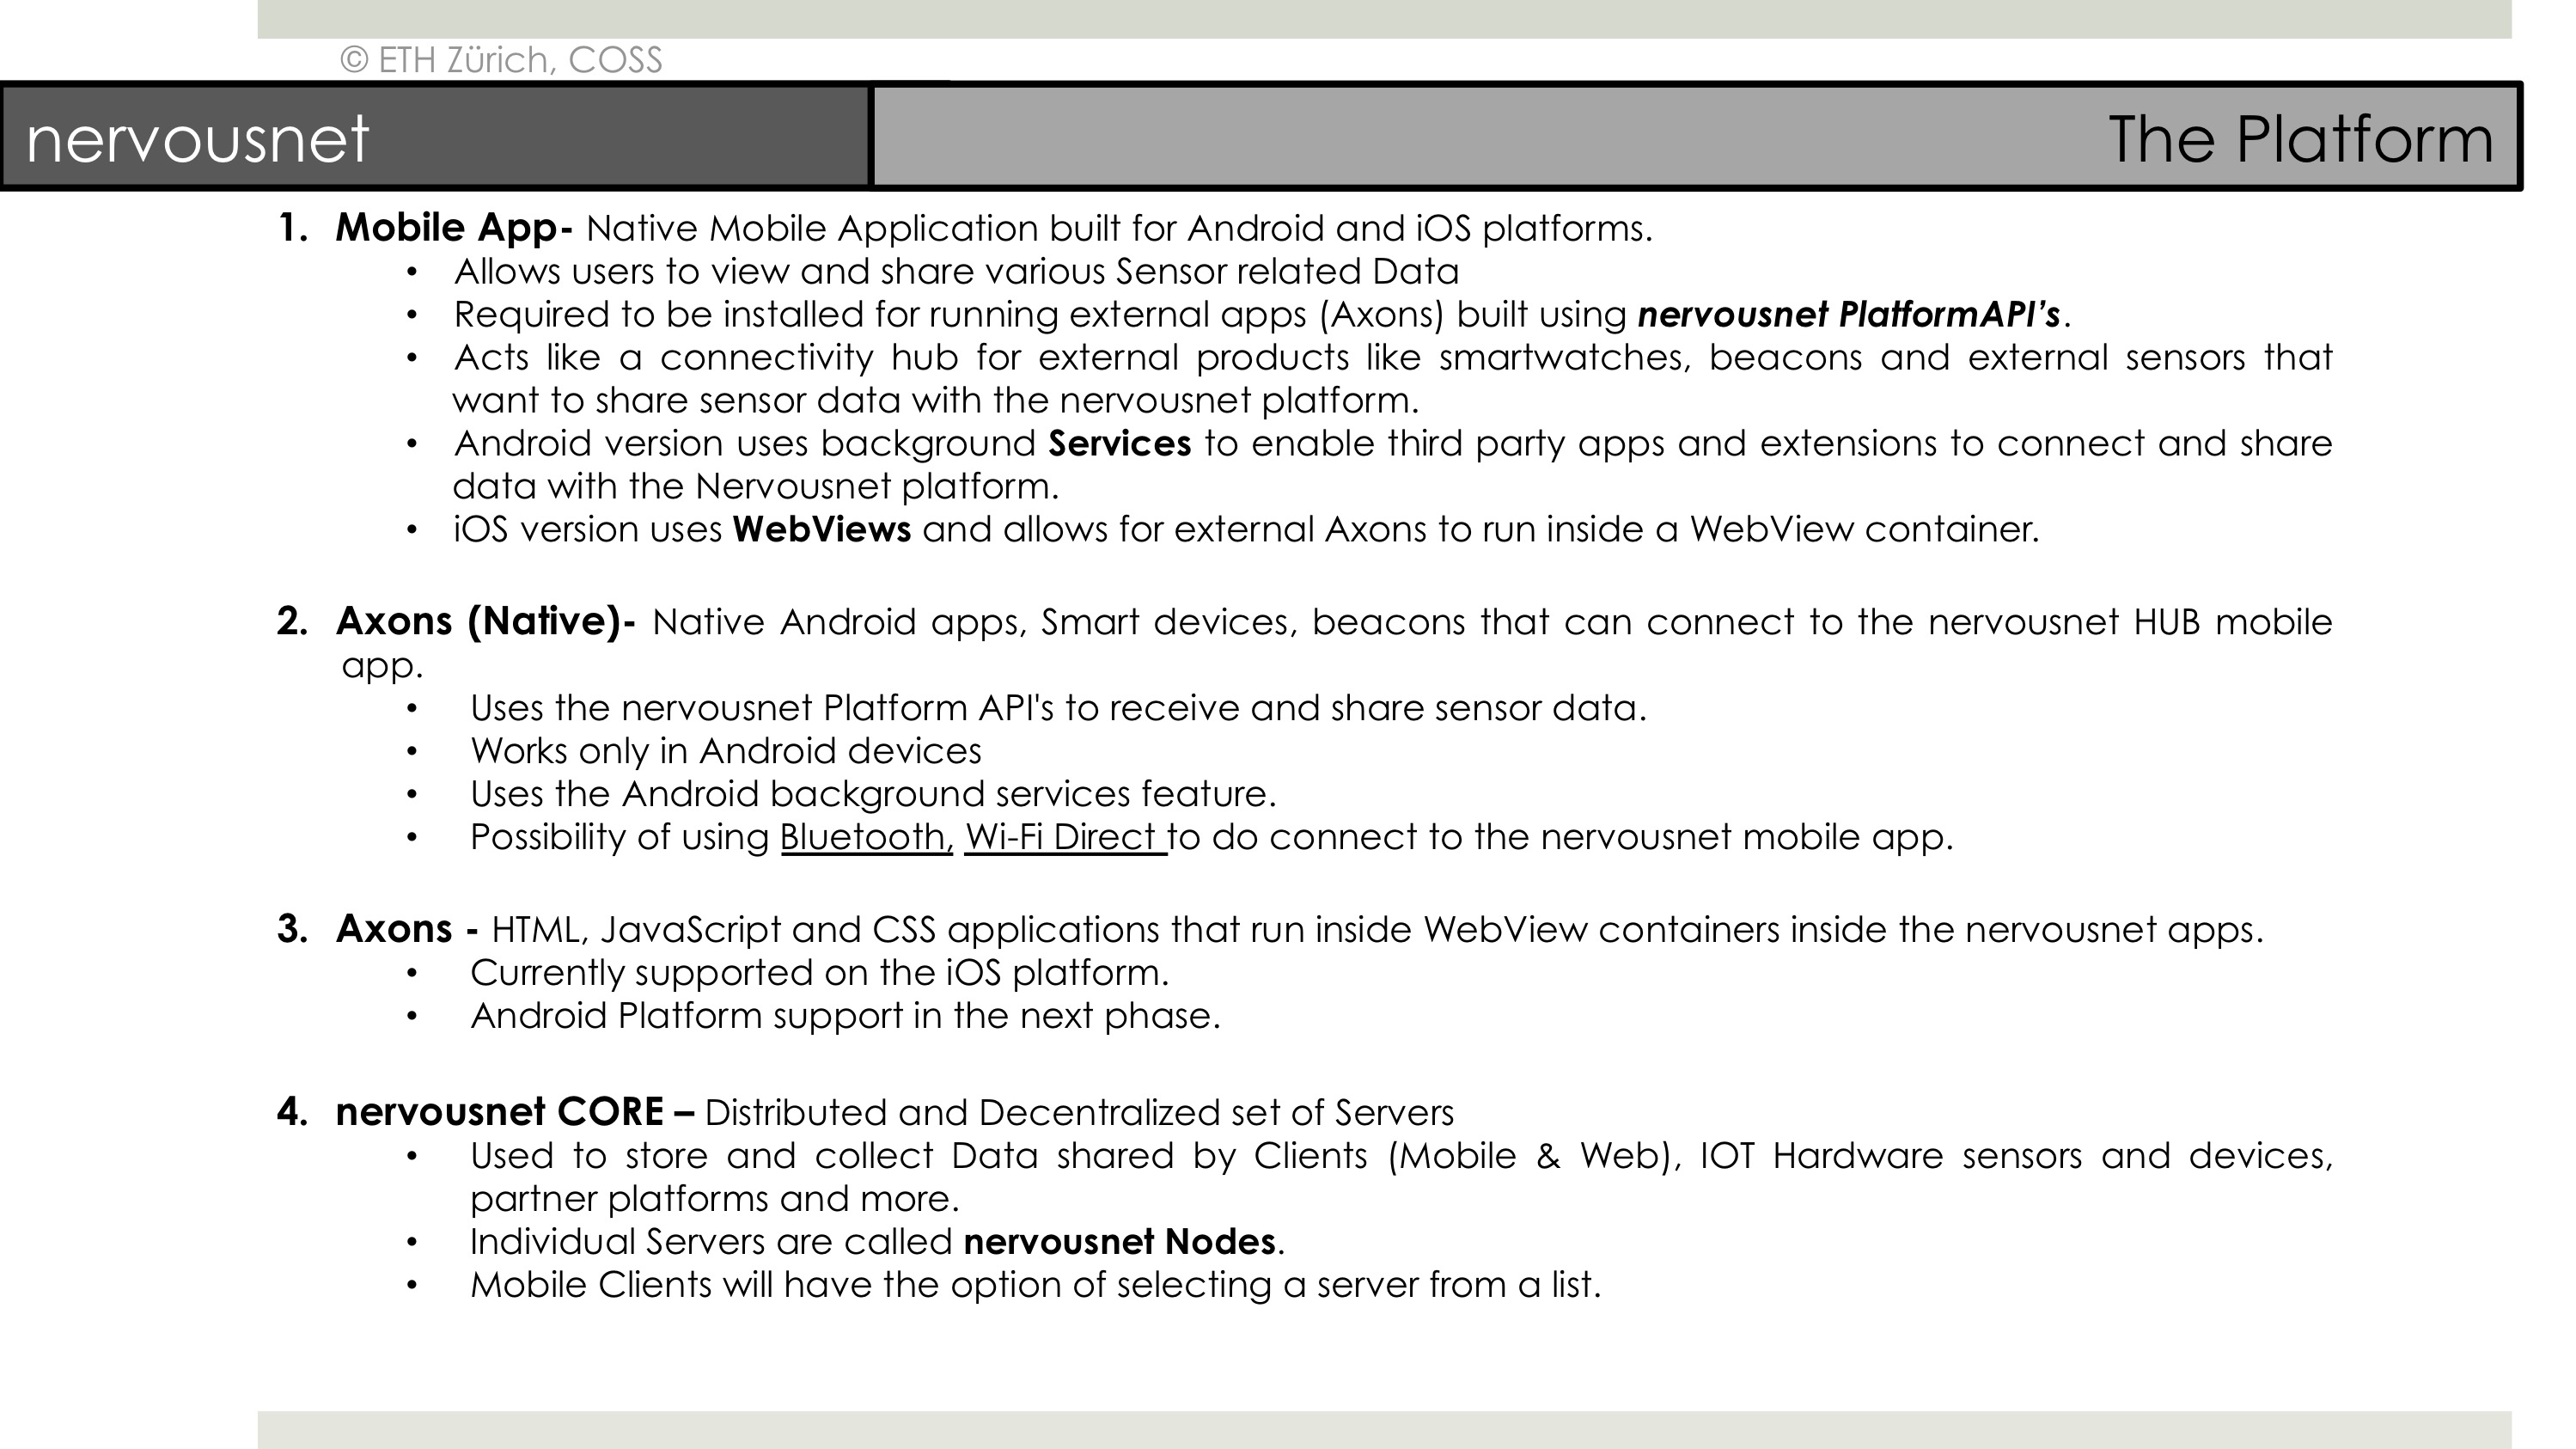 © ETH Zürich, COSS
nervousnet
The Platform
1. Mobile App- Native Mobile Application built for Android and iOS platforms.
• Allows users to view and share various Sensor related Data
• Required to be installed for running external apps (Axons) built using nervousnet PlatformAPI’s.
• Acts like a connectivity hub for external products like smartwatches, beacons and external sensors that
want to share sensor data with the nervousnet platform.
• Android version uses background Services to enable third party apps and extensions to connect and share
data with the Nervousnet platform.
• iOS version uses WebViews and allows for external Axons to run inside a WebView container.
2. Axons (Native)- Native Android apps, Smart devices, beacons that can connect to the nervousnet HUB mobile
app.
• Uses the nervousnet Platform API's to receive and share sensor data.
• Works only in Android devices
• Uses the Android background services feature.
• Possibility of using Bluetooth, Wi-Fi Direct to do connect to the nervousnet mobile app.
3. Axons - HTML, JavaScript and CSS applications that run inside WebView containers inside the nervousnet apps.
• Currently supported on the iOS platform.
• Android Platform support in the next phase.
4. nervousnet CORE – Distributed and Decentralized set of Servers
• Used to store and collect Data shared by Clients (Mobile & Web), IOT Hardware sensors and devices,
partner platforms and more.
• Individual Servers are called nervousnet Nodes.
• Mobile Clients will have the option of selecting a server from a list.